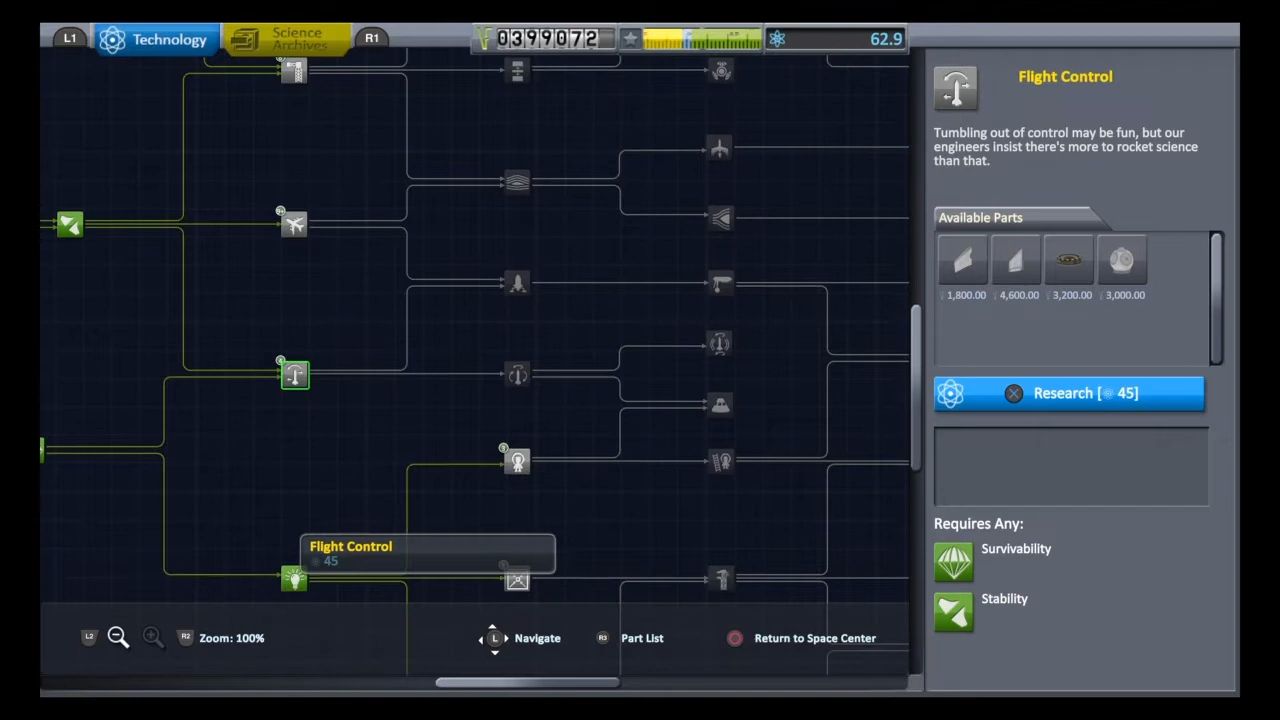 L1
Technology
Science
Archives
R1
0399072
62.9
Flight Control
Tumbling out of control may be fun, but our
engineers insist there's more to rocket science
than that.
Available Parts
1,800.00
4,600.00
3,200.00
3,000.00
Research [ 45]
Requires Any:
Survivability
Stability
Flight Control
45
L2
R2
Zoom: 100%
L
Navigate
R3
Part List
Return to Space Center